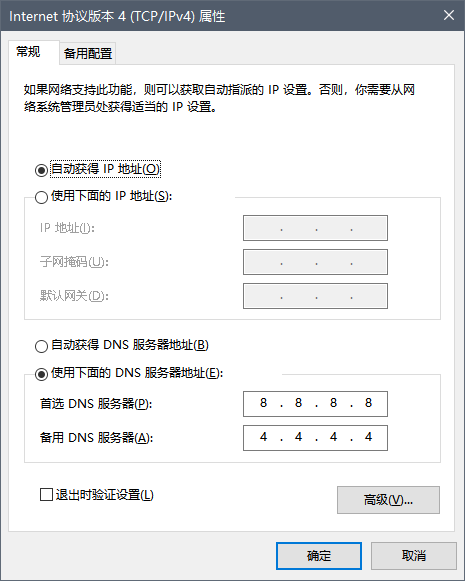 Internet 协议版本 4 (TCP/IPv4) 属性
常规
备用配置
如果网络支持此功能，则可以获取自动指派的 IP 设置。否则，你需要从网
络系统管理员处获得适当的 IP 设置。
自动获得 IP 地址(O)
使用下面的 IP 地址(S):
IP 地址(I):
. . .
子网掩码(U):
. . .
默认网关(D):
. . .
自动获得 DNS 服务器地址(B)
使用下面的 DNS 服务器地址(E):
首选 DNS 服务器(P):
8 . 8 . 8 . 8
备用 DNS 服务器(A):
4 . 4 . 4 . 4
退出时验证设置(L)
高级(V)...
确定
取消